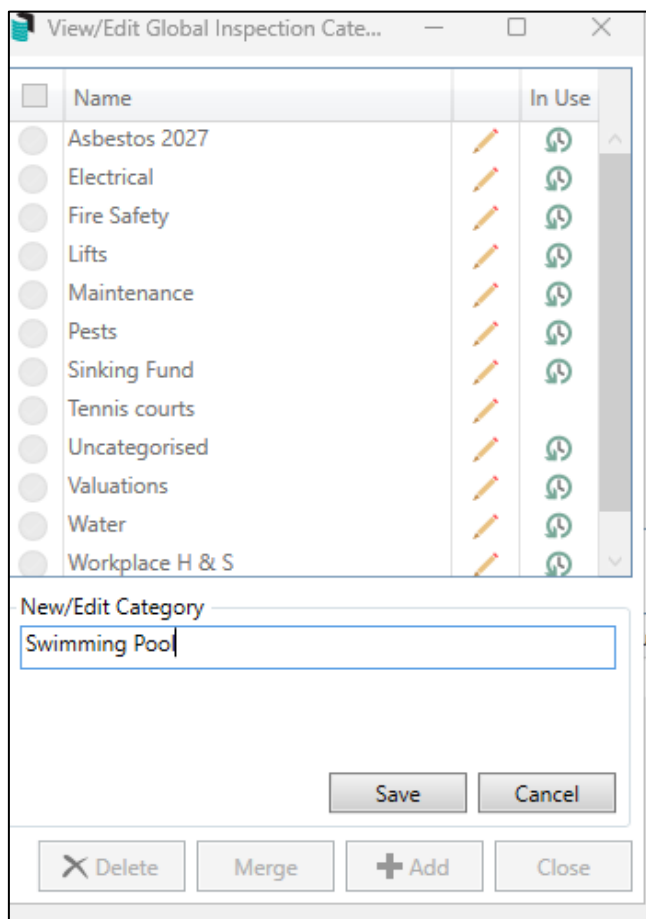 View/Edit Global Inspection Cate...
Name In Use
Asbestos 2027
Electrical
Fire Safety
Lifts
Maintenance
Pests
Sinking Fund
Tennis courts
Uncategorised
Valuations
Water
Workplace H & S
New/Edit Category
Swimming Pool
Save Cancel
Delete Merge Add Close